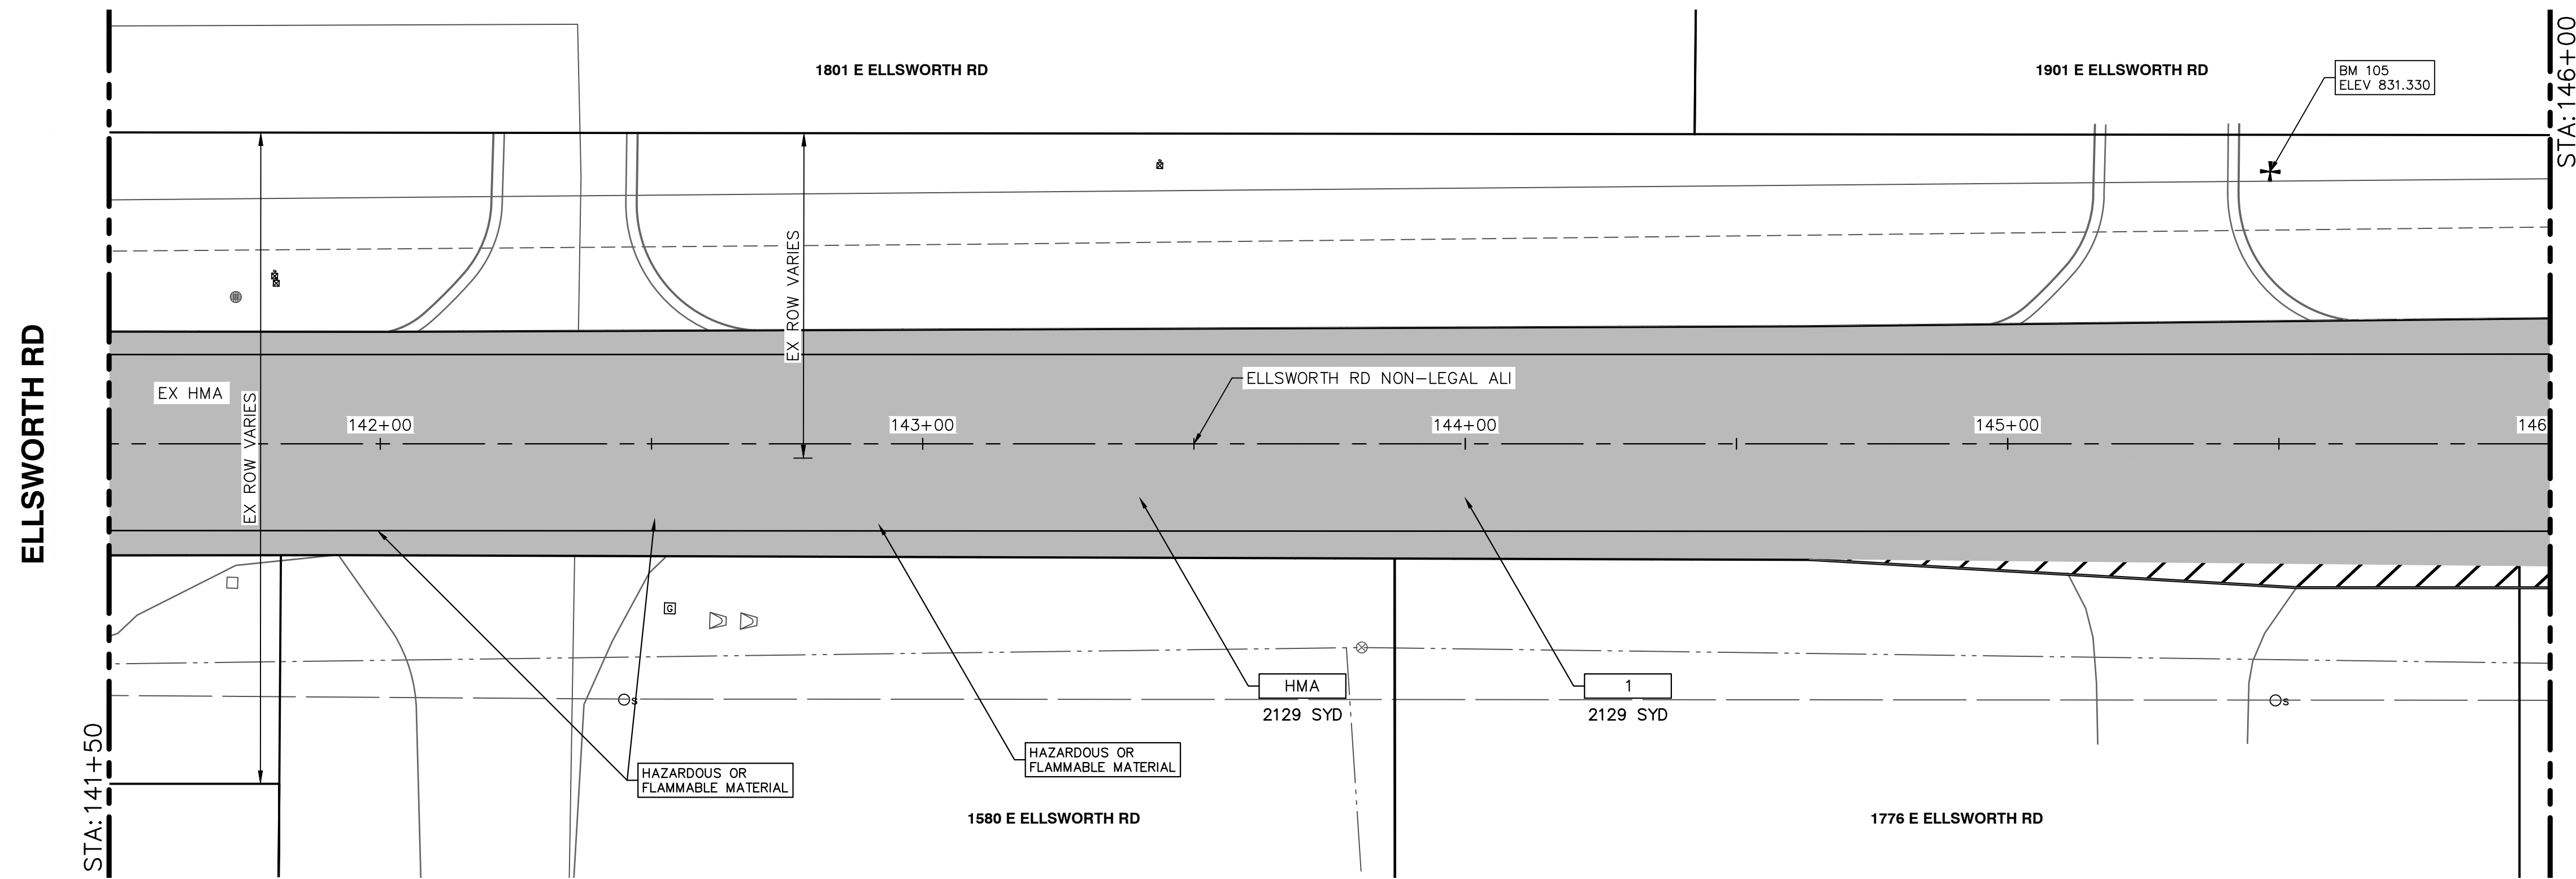 1801 E ELLSWORTH RD
1901 E ELLSWORTH RD
BM 105
ELEV 831.330
STA: 146+00
ELLSWORTH RD
EX ROW VARIES
EX ROW VARIES
EX HMA
ELLSWORTH RD NON-LEGAL ALI
142+00
143+00
144+00
145+00
146
G
S
S
HMA
2129 SYD
1
2129 SYD
HAZARDOUS OR
FLAMMABLE MATERIAL
HAZARDOUS OR
FLAMMABLE MATERIAL
STA: 141+50
1580 E ELLSWORTH RD
1776 E ELLSWORTH RD